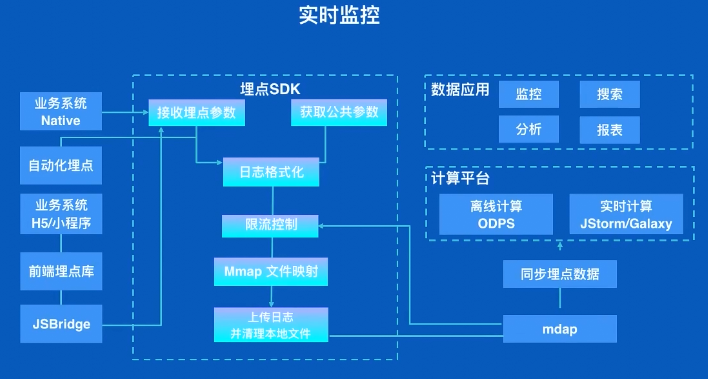 实时监控
业务系统
Native
自动化埋点
业务系统
H5/小程序
前端埋点库
JSBridge
埋点SDK
接收埋点参数
获取公共参数
日志格式化
限流控制
Mmap 文件映射
上传日志
并清理本地文件
数据应用
监控
搜索
分析
报表
计算平台
离线计算
ODPS
实时计算
JStorm/Galaxy
同步埋点数据
mdap